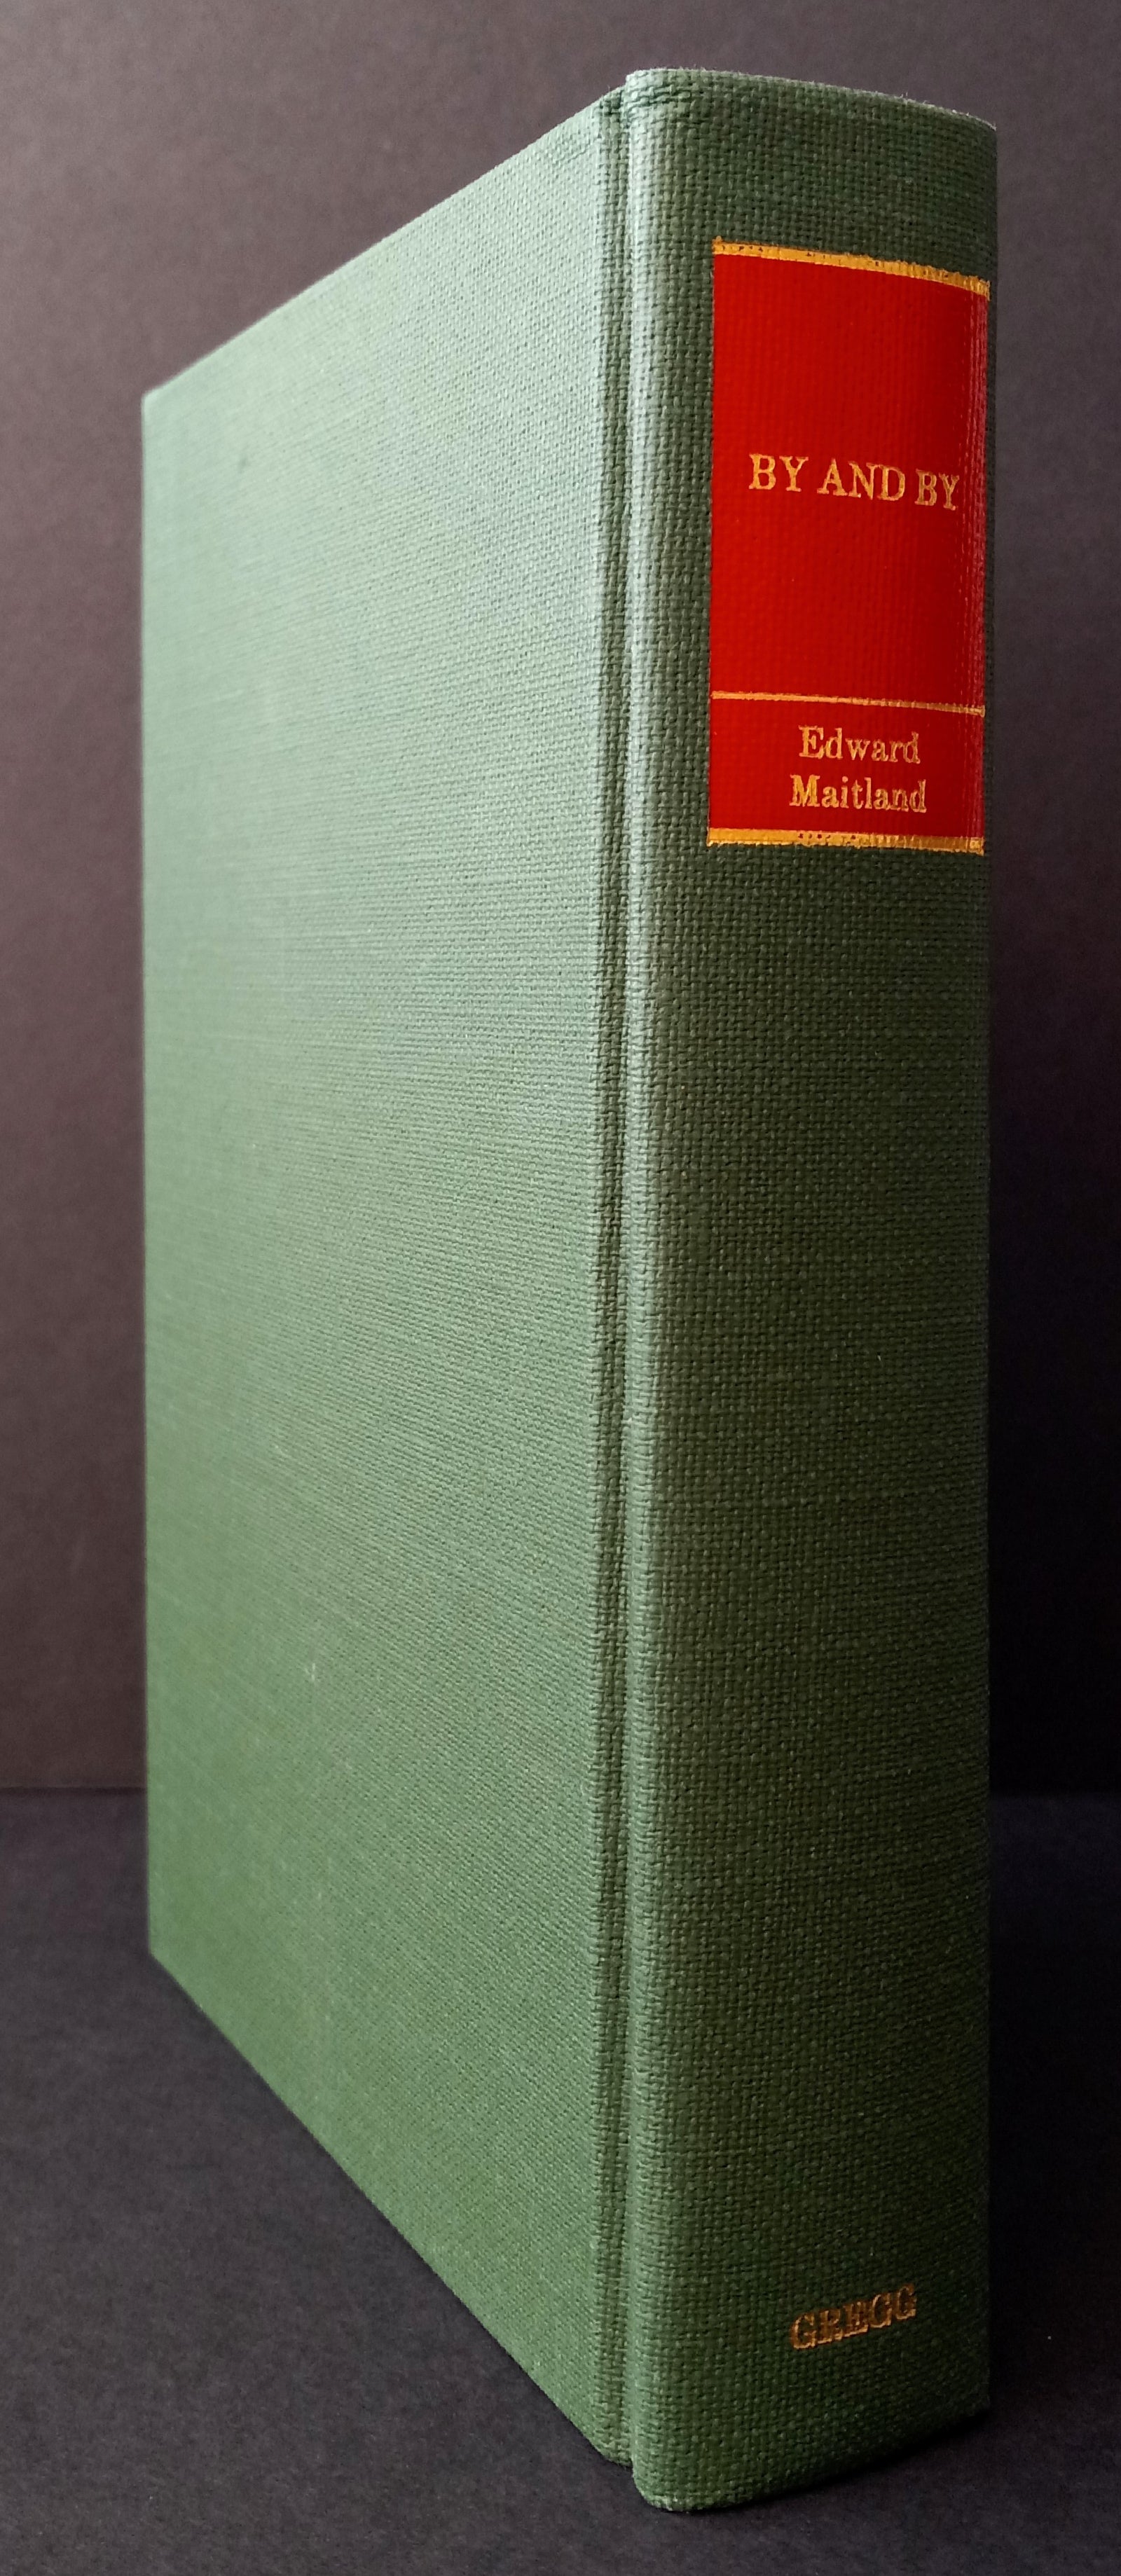 BY AND BY
Edward
Maitland
GREGG